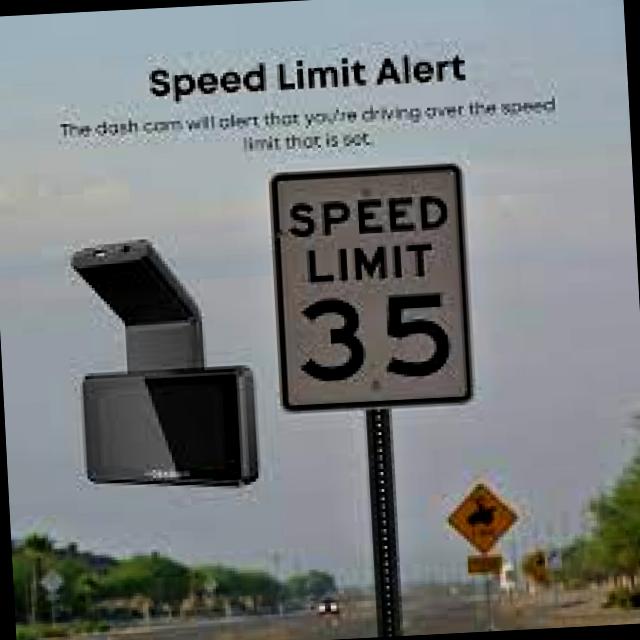 Speed Limit Alert
The dash cam will alert that you're driving over the speed
limit that is set.
SPEED
LIMIT
35